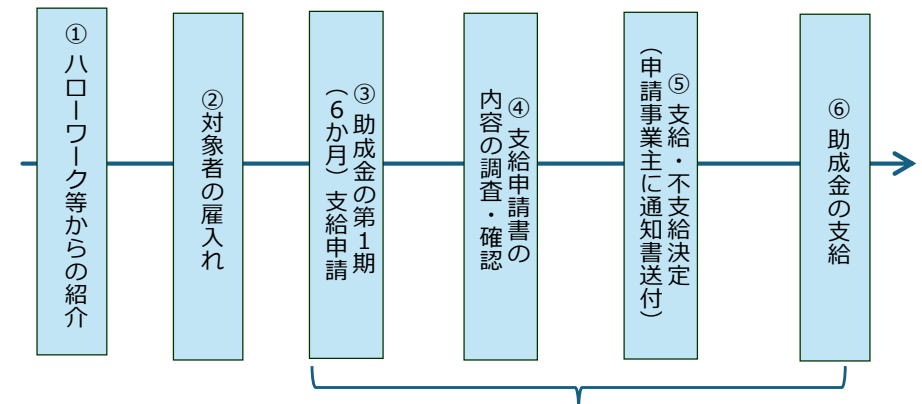 ① ハローワーク等からの紹介
②対象者の雇入れ
③ 助成金の第1期
（6か月）支給申請
④ 支給申請書の
内容の調査・確認
⑤ 支給・不支給決定
（申請事業主に通知書送付）
⑥ 助成金の支給